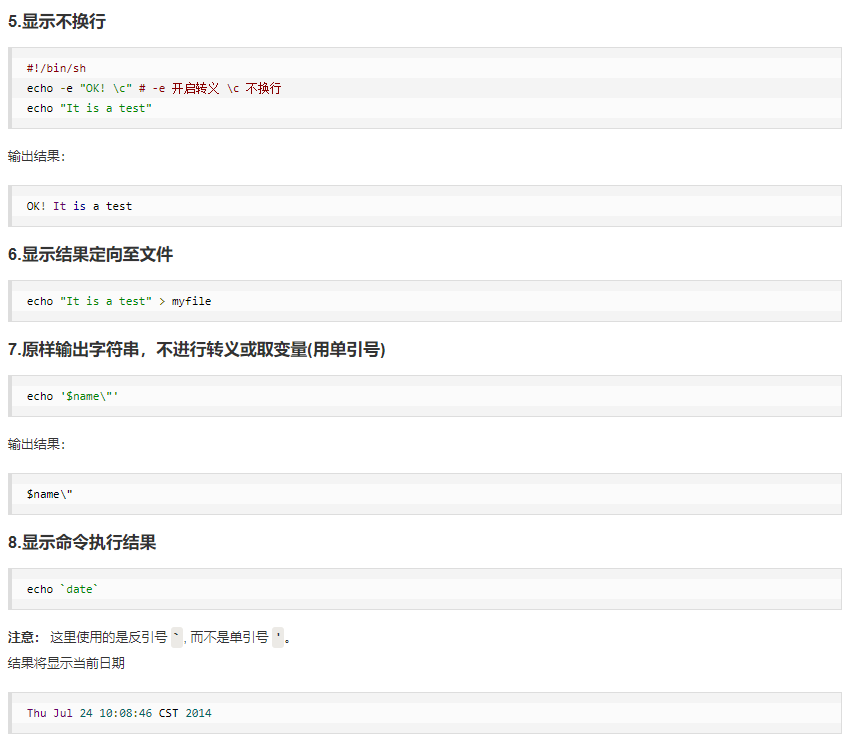 5.显示不换行
#!/bin/sh
echo -e "OK! \c" # -e 开启转义 \c 不换行
echo "It is a test"
输出结果：
OK! It is a test
6.显示结果定向至文件
echo "It is a test" > myfile
7.原样输出字符串，不进行转义或取变量(用单引号)
echo '$name\"'
输出结果：
$name\"
8.显示命令执行结果
echo `date`
注意： 这里使用的是反引号 `, 而不是单引号 '。
结果将显示当前日期
Thu Jul 24 10:08:46 CST 2014